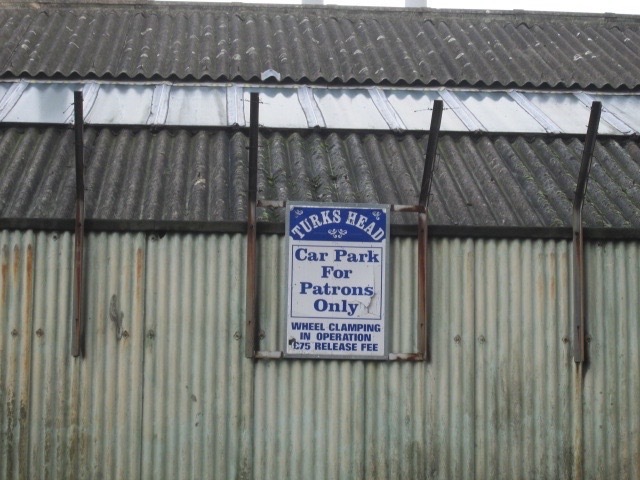 TURKS HEAD
Car Park
For
Patrons
Only
WHEEL CLAMPING
IN OPERATION
£75 RELEASE FEE